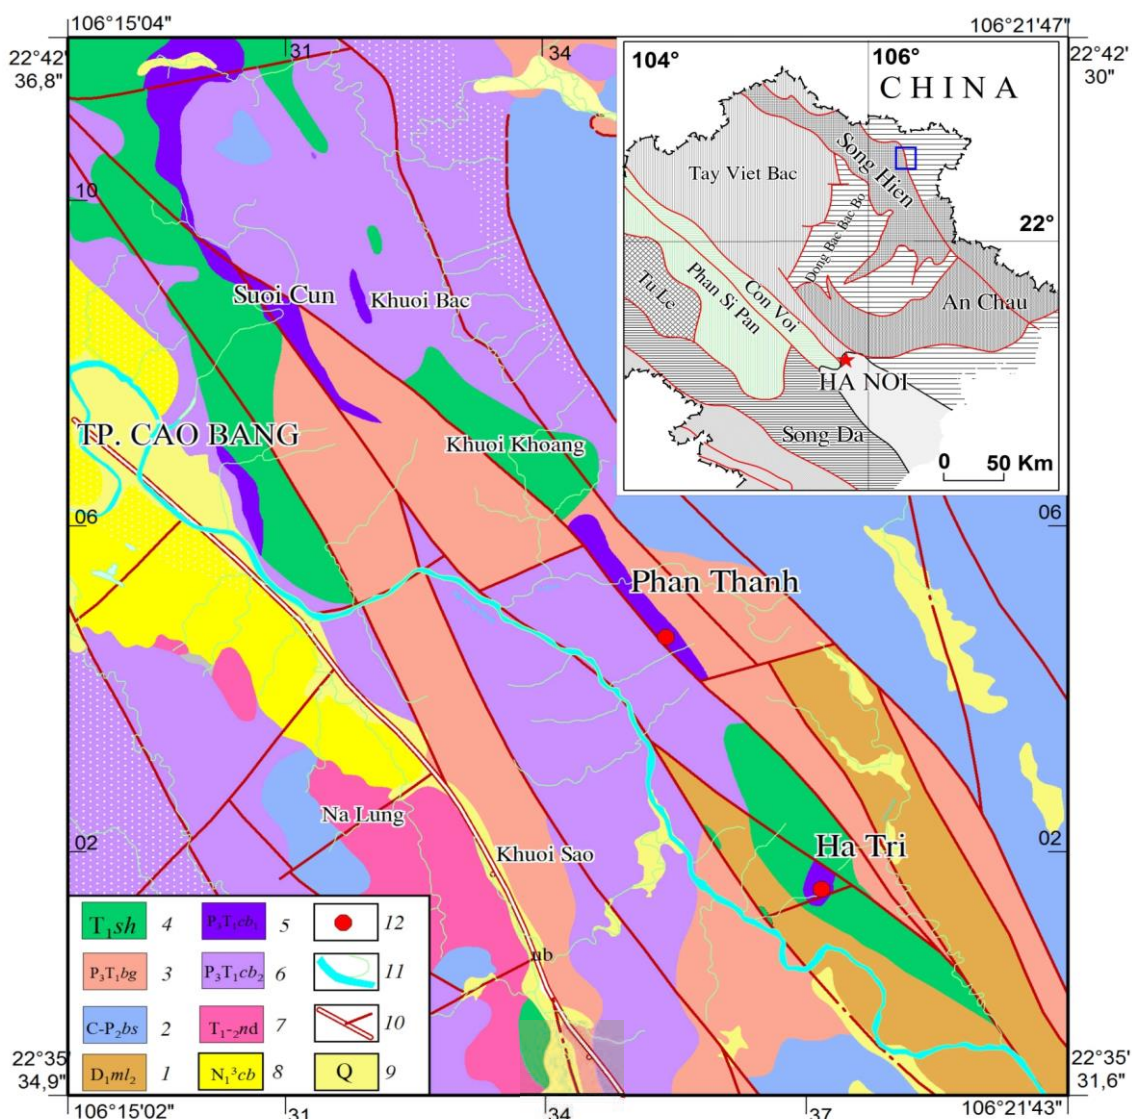 106°15'04"
106°21'47"
22°42'
36,8"
31
34
22°42'
30"
104°
106°
CHINA
Song Hien
Tay Viet Bac
10
22°
Dong Bac Bac Bo
Suoi Cun
Khuoi Bac
Tu Le
Phan Si Pan
Con Voi
An Chau
HA NOI
TP. CAO BANG
Khuoi Khoang
Song Da
0 50 Km
06
06
Phan Thanh
Na Lung
02
Khuoi Sao
Ha Tri
02
T₁sh 4 P₃T₁cb₁ 5 12
nb
P₃T₁bg 3 P₃T₁cb₂ 6 11
C-P₂bs 2 T₁-₂nd 7 10
D₁ml₂ 1 N₁³cb 8 Q 9
22°35'
34,9"
22°35'
31,6"
106°15'02"
31
34
37
106°21'43"